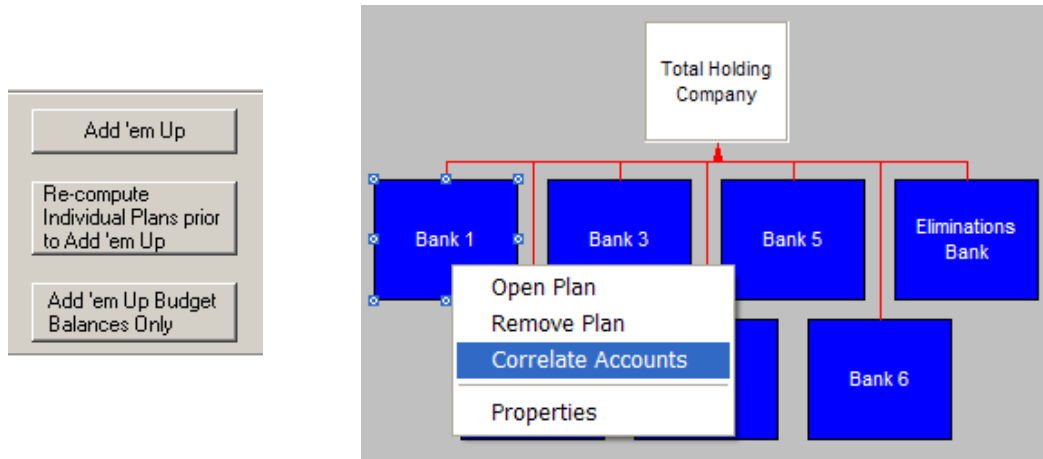 Add 'em Up
Re-compute
Individual Plans prior
to Add 'em Up
Add 'em Up Budget
Balances Only
Total Holding
Company
Bank 1
Bank 3
Bank 5
Eliminations
Bank
Open Plan
Remove Plan
Correlate Accounts
Properties
Bank 6